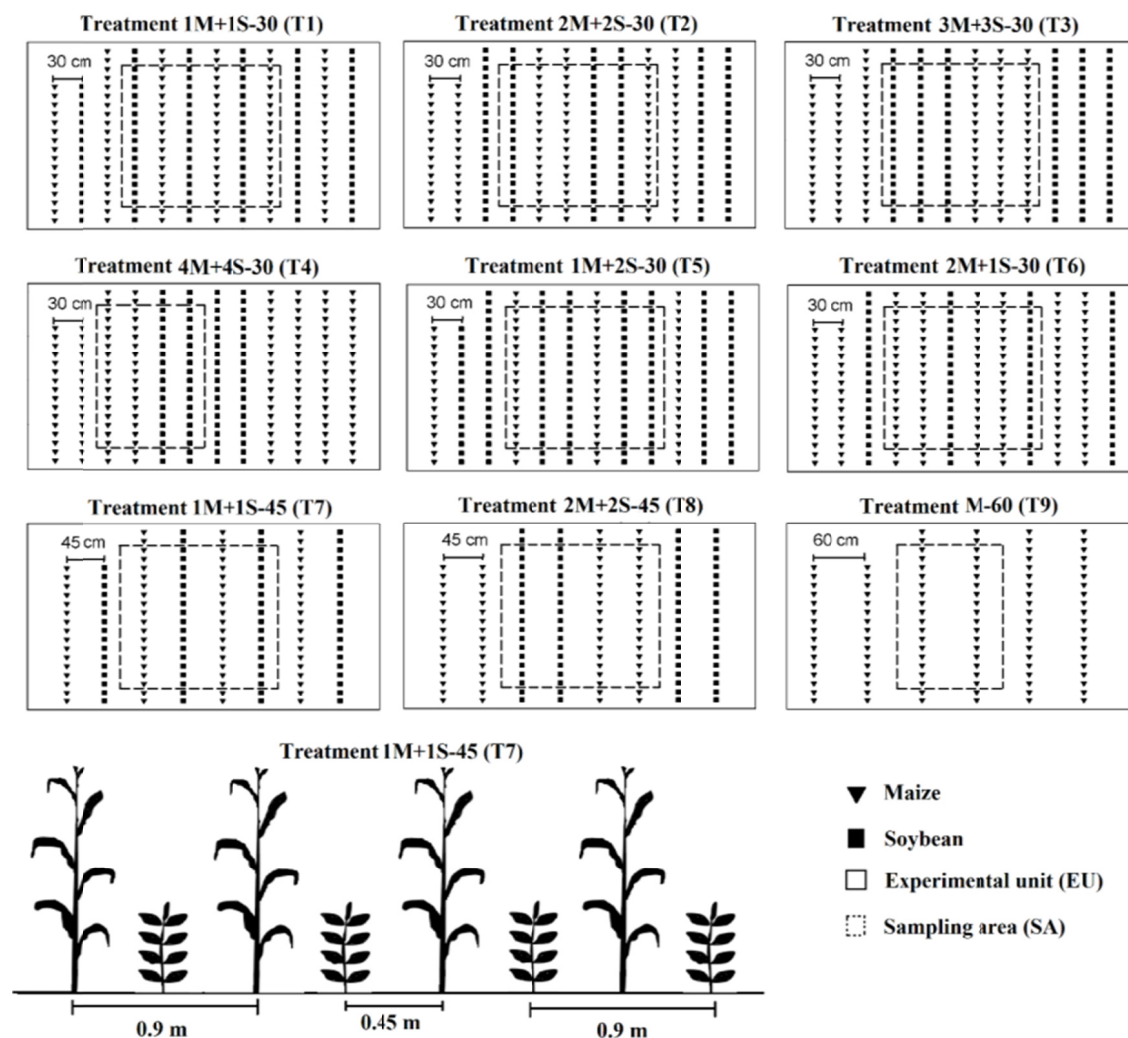 Treatment 1M+1S-30 (T1)
Treatment 2M+2S-30 (T2)
Treatment 3M+3S-30 (T3)
30 cm
30 cm
30 cm
Treatment 4M+4S-30 (T4)
Treatment 1M+2S-30 (T5)
Treatment 2M+1S-30 (T6)
30 cm
30 cm
30 cm
Treatment 1M+1S-45 (T7)
Treatment 2M+2S-45 (T8)
Treatment M-60 (T9)
45 cm
45 cm
60 cm
Treatment 1M+1S-45 (T7)
Maize
Soybean
Experimental unit (EU)
Sampling area (SA)
0.9 m
0.45 m
0.9 m